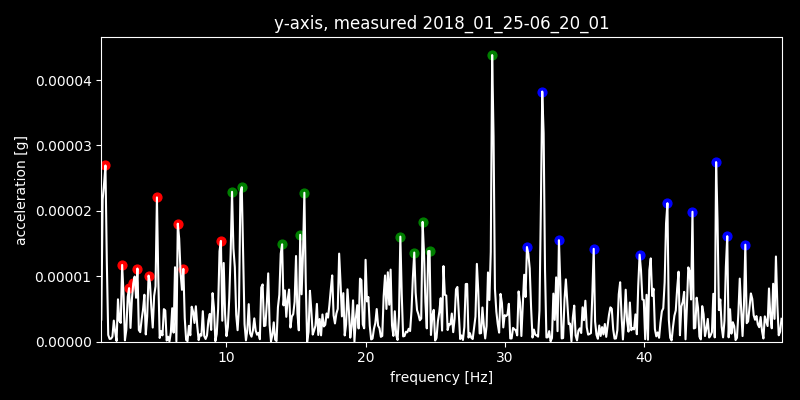 y-axis, measured 2018_01_25-06_20_01
acceleration [g]
0.00004
0.00003
0.00002
0.00001
0.00000
10 20 30 40
frequency [Hz]